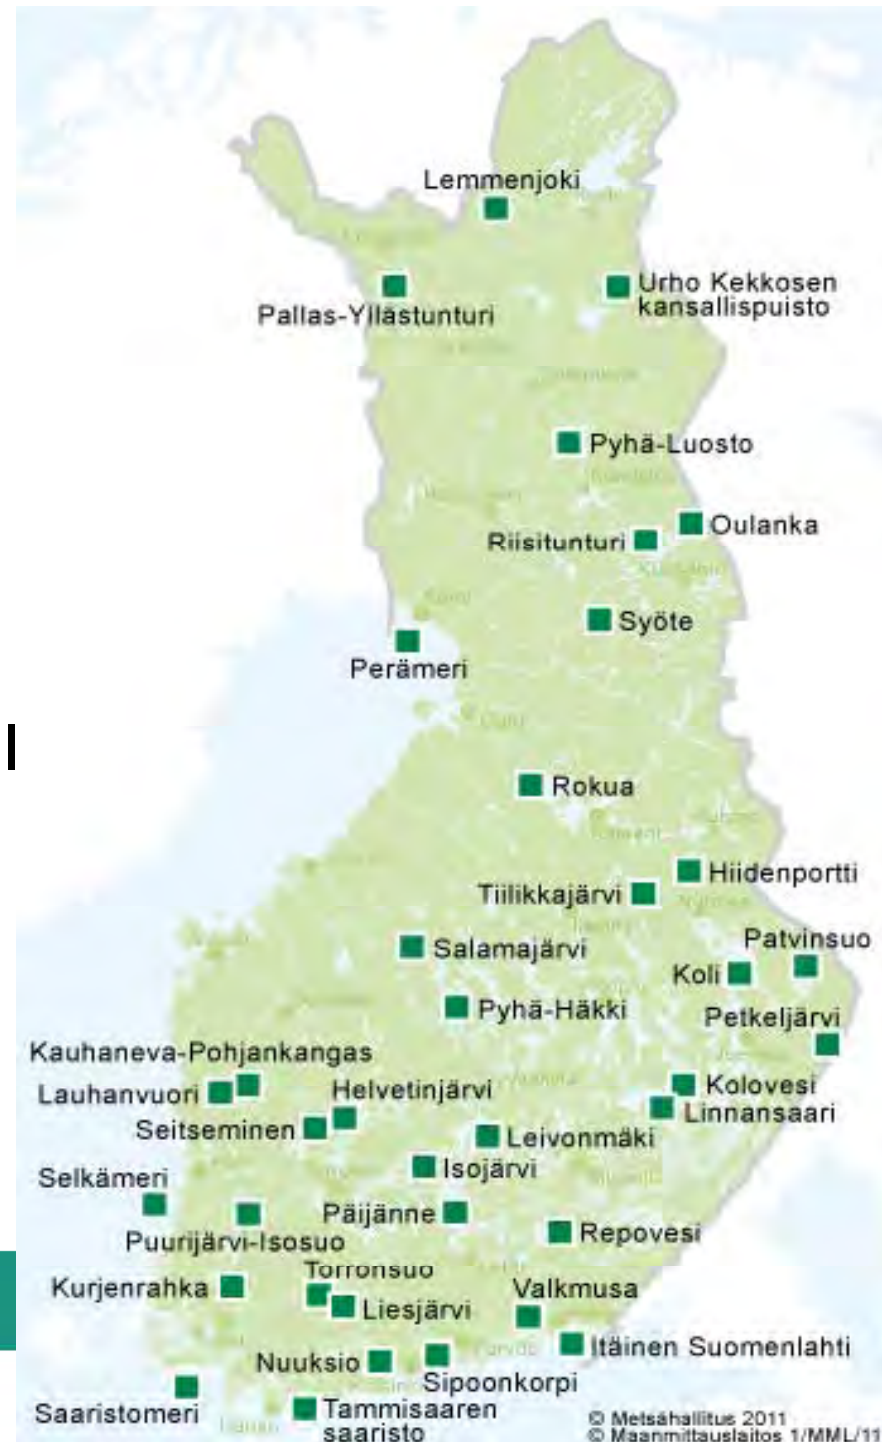 Lemmenjoki
Urho Kekkosen
kansallispuisto
Pallas-Yllästunturi
Pyhä-Luosto
Oulanka
Riisitunturi
Syöte
Perämeri
Rokua
Hiidenportti
Tiilikkajärvi
Patvinsuo
Salamajärvi
Koli
Pyhä-Häkki
Petkeljärvi
Kauhaneva-Pohjankangas
Lauhanvuori
Helvetinjärvi
Kolovesi
Linnansaari
Seitseminen
Leivonmäki
Isojärvi
Selkämeri
Päijänne
Repovesi
Puurijärvi-Isosuo
Torronsuo
Kurjenrahka
Liesjärvi
Valkmusa
Itäinen Suomenlahti
Nuuksio
Sipoonkorpi
Saaristomeri
Tammisaaren
saaristo
© Metsähallitus 2011
© Maanmittauslaitos 1/MML/11